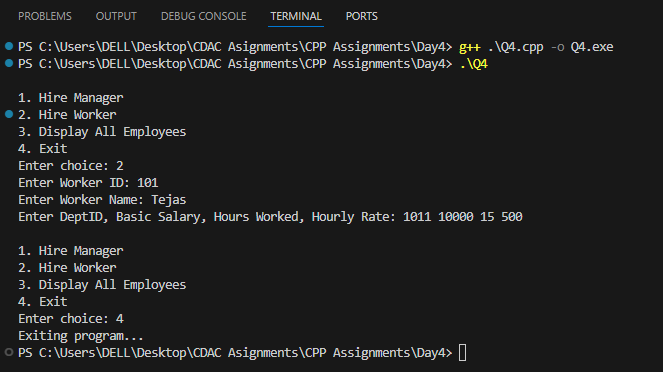 PROBLEMS OUTPUT DEBUG CONSOLE TERMINAL PORTS
PS C:\Users\DELL\Desktop\CDAC Asignments\CPP Assignments\Day4> g++ .\Q4.cpp -o Q4.exe
PS C:\Users\DELL\Desktop\CDAC Asignments\CPP Assignments\Day4> .\Q4
1. Hire Manager
2. Hire Worker
3. Display All Employees
4. Exit
Enter choice: 2
Enter Worker ID: 101
Enter Worker Name: Tejas
Enter DeptID, Basic Salary, Hours Worked, Hourly Rate: 1011 10000 15 500
1. Hire Manager
2. Hire Worker
3. Display All Employees
4. Exit
Enter choice: 4
Exiting program...
PS C:\Users\DELL\Desktop\CDAC Asignments\CPP Assignments\Day4>